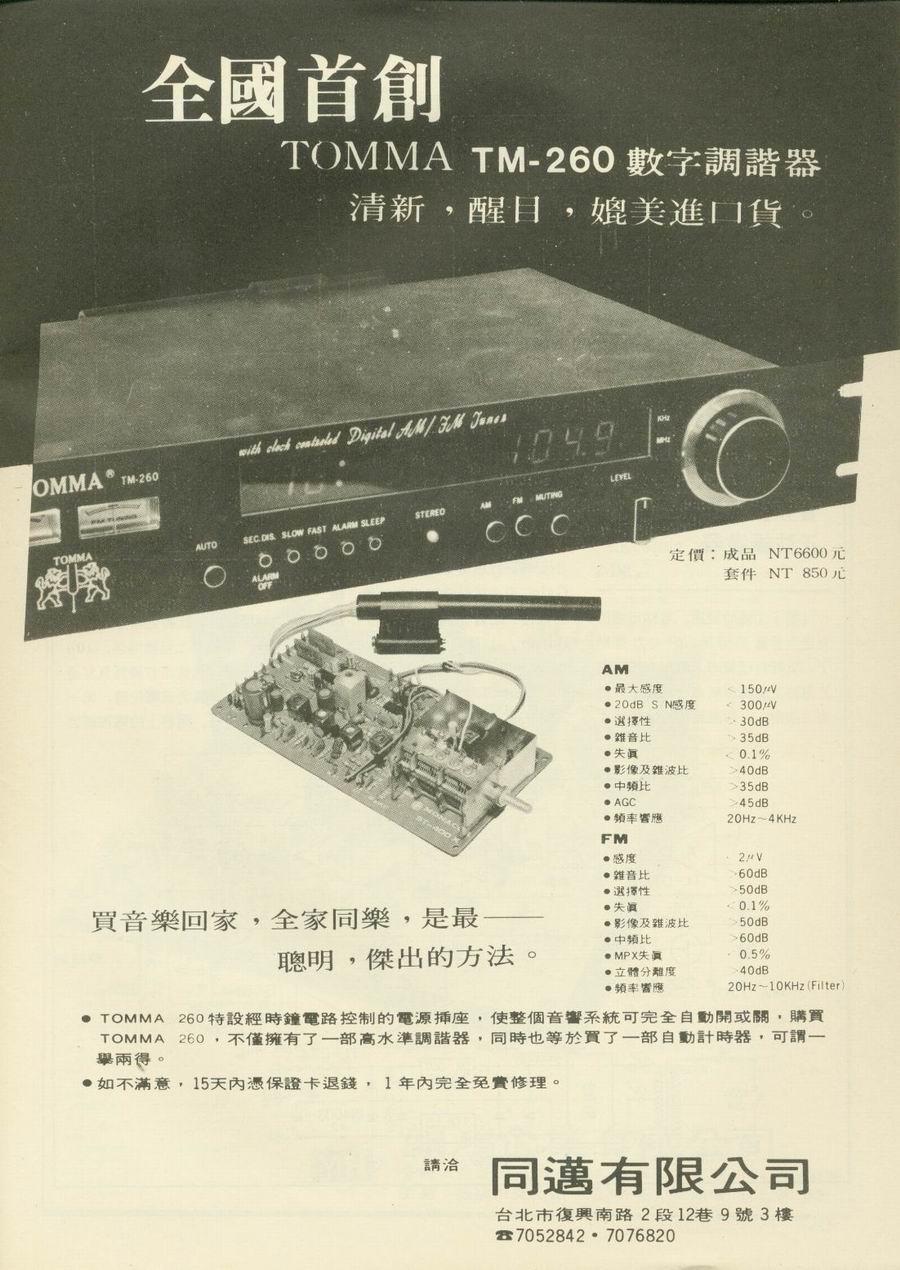 全國首創
TOMMA TM-260 數字調諧器
清新，醒目，媲美進口貨。
with clock controled Digital AM/FM Tuner
104.9
KHz
MHz
OMMA® TM-260
FM TUNING
LEVEL
AM FM MUTING
STEREO
SEC.DIS. SLOW FAST ALARM SLEEP
AUTO
ALARM
OFF
TOMMA
定價：成品 NT6600元
套件 NT 850元
AM
●最大感度 <150μV
●20dB S N感度 <300μV
●選擇性 >30dB
●雜音比 >35dB
●失眞 <0.1%
●影像及雜波比 >40dB
●中頻比 >35dB
●AGC >45dB
●頻率響應 20Hz~4KHz
FM
●感度 2μV
●雜音比 >60dB
●選擇性 >50dB
●失眞 <0.1%
●影像及雜波比 >50dB
●中頻比 >60dB
●MPX失眞 0.5%
●立體分離度 >40dB
●頻率響應 20Hz~10KHz(Filter)
買音樂回家，全家同樂，是最——
聰明，傑出的方法。
●TOMMA 260特設經時鐘電路控制的電源插座，使整個音響系統可完全自動開或關，購買
TOMMA 260，不僅擁有了一部高水準調諧器，同時也等於買了一部自動計時器，可謂一
舉兩得。
●如不滿意，15天內憑保證卡退錢，1年內完全免費修理。
請洽 同邁有限公司
台北市復興南路2段12巷9號3樓
☎7052842•7076820